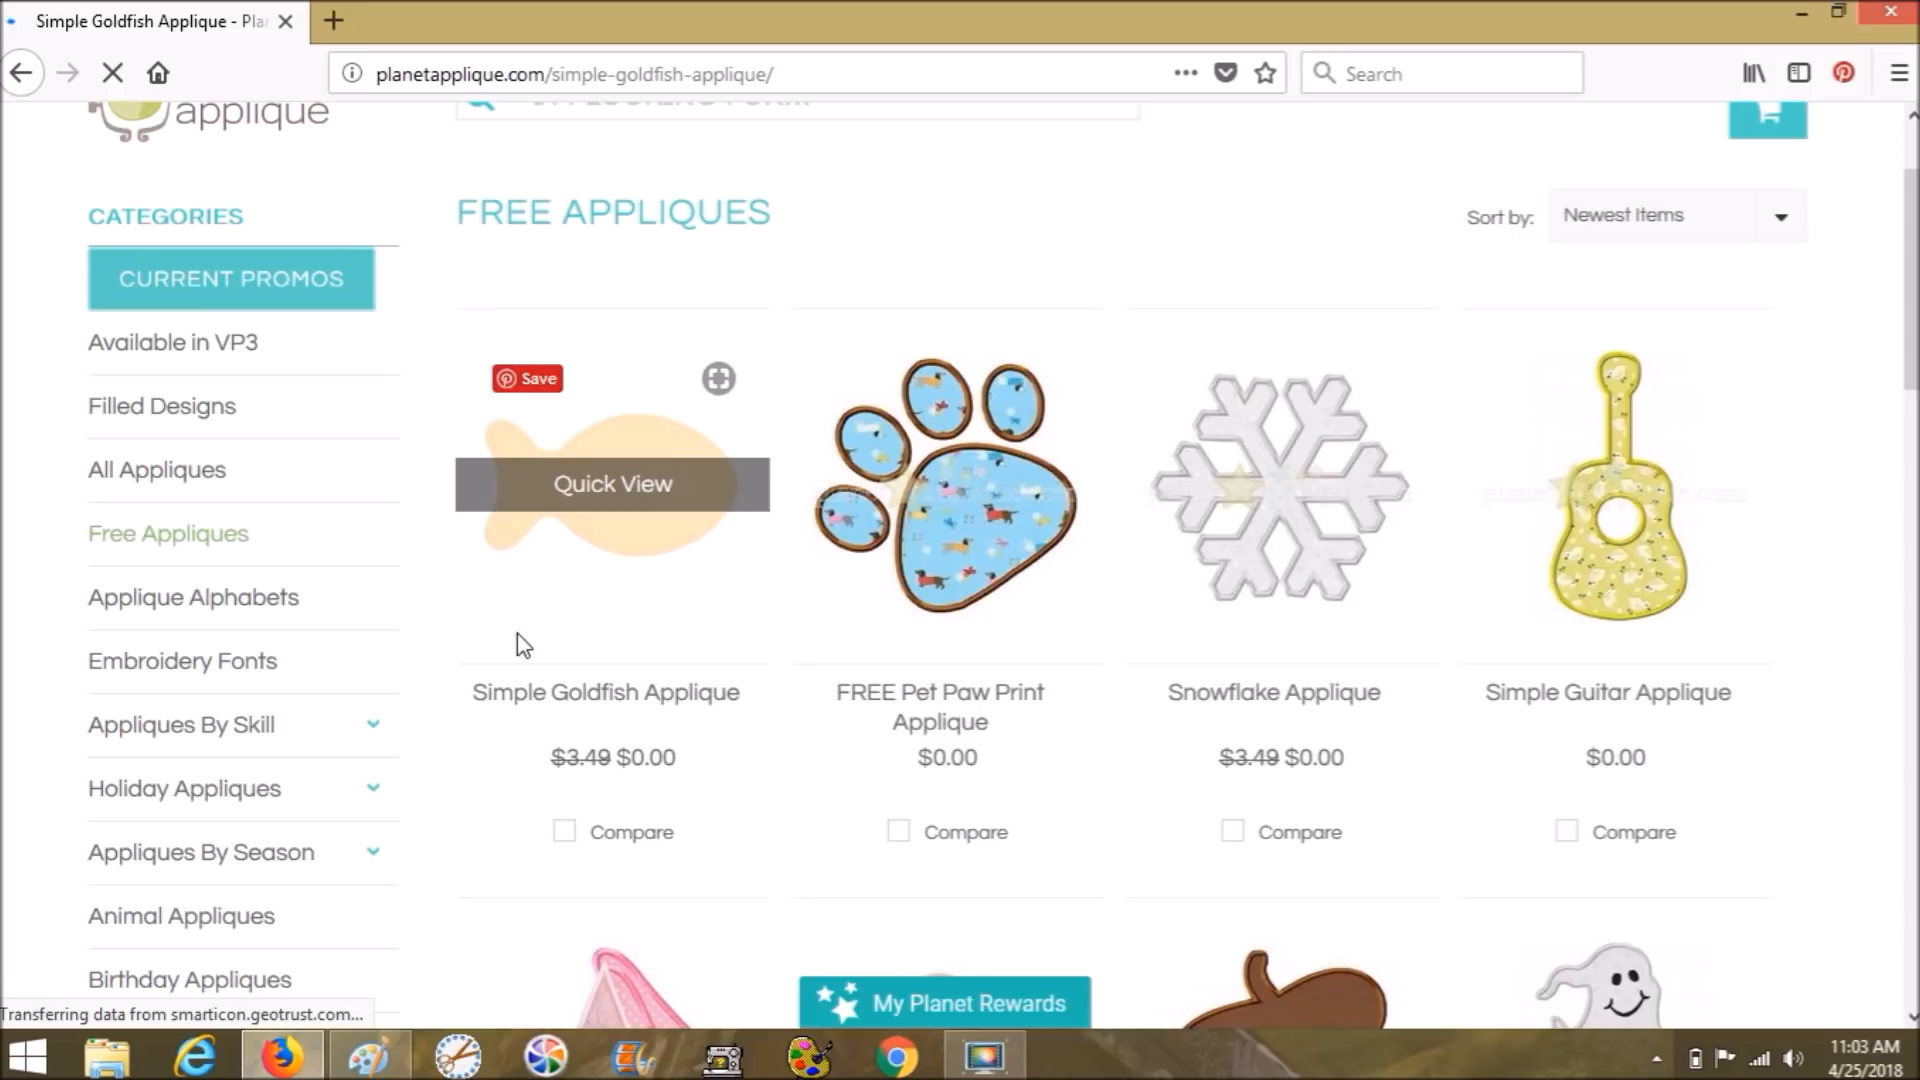 Simple Goldfish Applique - Pla
planetapplique.com/simple-goldfish-applique/
Search
applique
CATEGORIES
FREE APPLIQUES
Sort by:
Newest Items
CURRENT PROMOS
Available in VP3
Filled Designs
All Appliques
Free Appliques
Applique Alphabets
Embroidery Fonts
Appliques By Skill
Holiday Appliques
Appliques By Season
Animal Appliques
Birthday Appliques
Save
Quick View
Simple Goldfish Applique
$3.49 $0.00
Compare
FREE Pet Paw Print
Applique
$0.00
Compare
Snowflake Applique
$3.49 $0.00
Compare
Simple Guitar Applique
$0.00
Compare
My Planet Rewards
Transferring data from smarticon.geotrust.com...
11:03 AM
4/25/2018